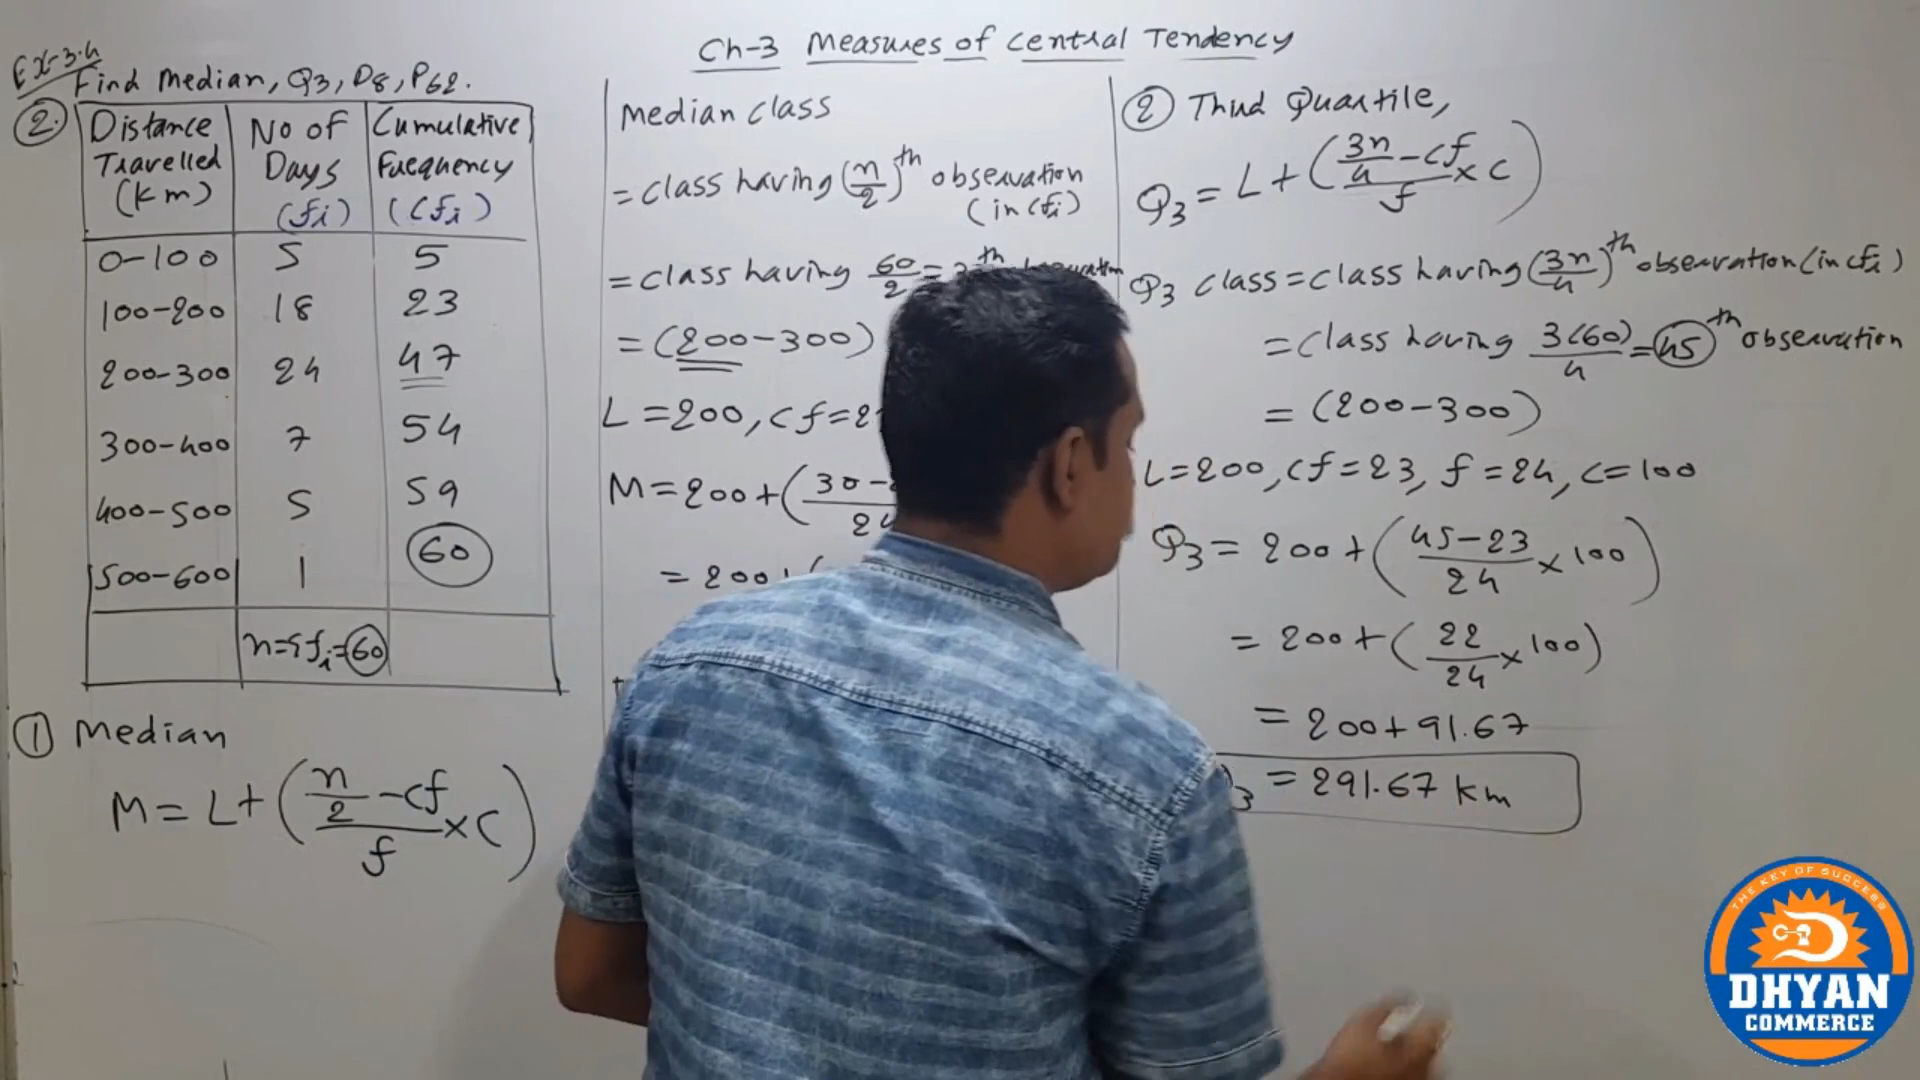 Ch-3 Measures of Central Tendency
Ex-3.4
Find Median, Q3, D8, P62.
②
Distance Travelled (Km) | No of Days (fi) | Cumulative Frequency (Cfi)
0-100 5 5
100-200 18 23
200-300 24 47
300-400 7 54
400-500 5 59
500-600 1 60
n=Σfi=60
① Median
M = L + (n/2 - cf / f × C)
Median class
= class having (n/2)th observation (in cfi)
= class having 60/2 =
= (200-300)
L = 200, cf = 2
M = 200 + (30 -
24
= 200 + (
② Third Quartile,
Q3 = L + (3n/4 - cf / f × C)
Q3 class = class having (3n/4)th observation (in cfi)
= class having 3(60)/4 = 45th observation
= (200-300)
L=200, cf=23, f=24, c=100
Q3 = 200 + (45-23 / 24 × 100)
= 200 + (22/24 × 100)
= 200 + 91.67
3 = 291.67 Km
THE KEY OF SUCCESS
DHYAN
COMMERCE